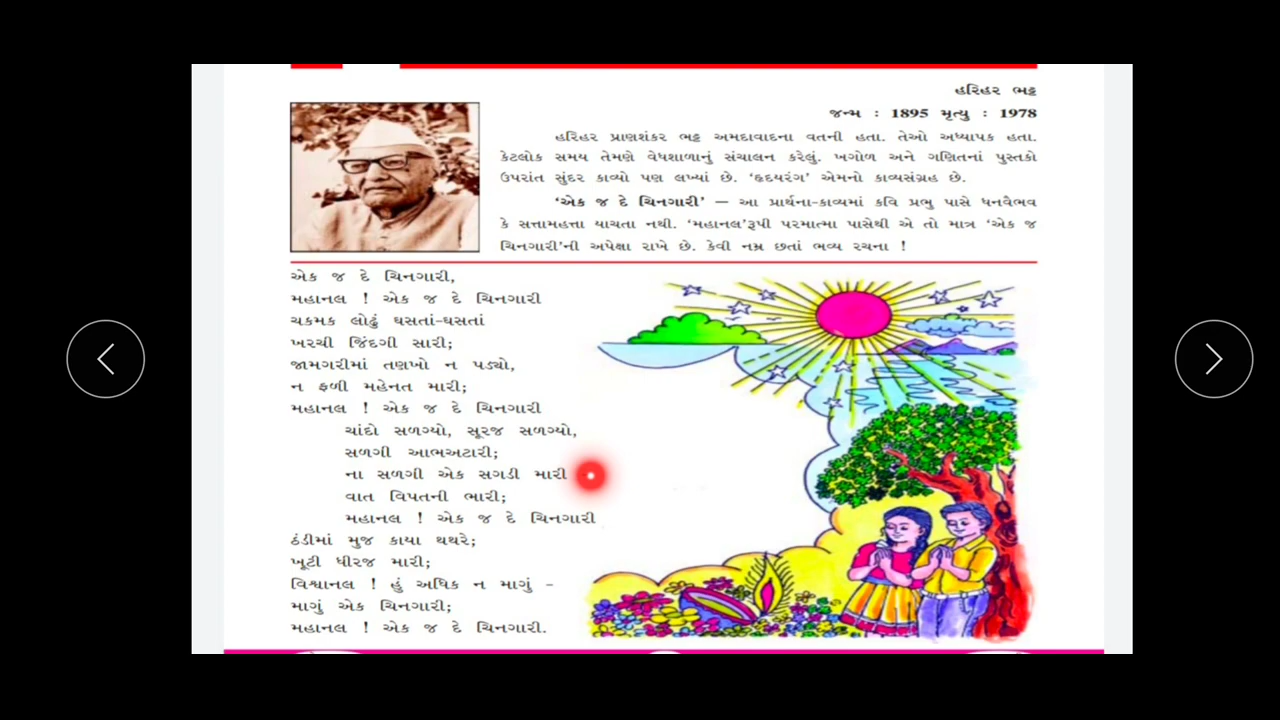 હરિહર ભટ્ટ
જન્મ : 1895 મૃત્યુ : 1978
હરિહર પ્રાણશંકર ભટ્ટ અમદાવાદના વતની હતા. તેઓ અધ્યાપક હતા.
કેટલોક સમય તેમણે વેધશાળાનું સંચાલન કરેલું. ખગોળ અને ગણિતનાં પુસ્તકો
ઉપરાંત સુંદર કાવ્યો પણ લખ્યાં છે. ‘હૃદયરંગ’ એમનો કાવ્યસંગ્રહ છે.
‘એક જ દે ચિનગારી’ — આ પ્રાર્થના-કાવ્યમાં કવિ પ્રભુ પાસે ધનવૈભવ
કે સત્તામહત્તા યાચતા નથી. ‘મહાનલ’રૂપી પરમાત્મા પાસેથી એ તો માત્ર ‘એક જ
ચિનગારી’ની અપેક્ષા રાખે છે. કેવી નમ્ર છતાં ભવ્ય રચના !
એક જ દે ચિનગારી,
મહાનલ ! એક જ દે ચિનગારી
ચકમક લોઢું ઘસતાં-ઘસતાં
ખરચી જિંદગી સારી;
જામગરીમાં તણખો ન પડ્યો,
ન ફળી મહેનત મારી;
મહાનલ ! એક જ દે ચિનગારી
ચાંદો સળગ્યો, સૂરજ સળગ્યો,
સળગી આભઅટારી;
ના સળગી એક સગડી મારી
વાત વિપતની ભારી;
મહાનલ ! એક જ દે ચિનગારી
ઠંડીમાં મુજ કાયા થથરે;
ખૂટી ધીરજ મારી;
વિશ્વાનલ ! હું અધિક ન માગું -
માગું એક ચિનગારી;
મહાનલ ! એક જ દે ચિનગારી.